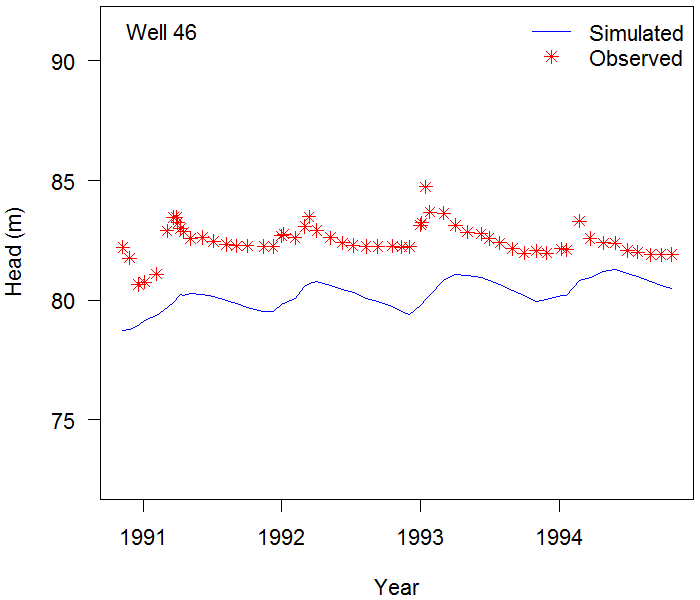 Well 46
Simulated
Observed
90
85
80
75
Head (m)
1991 1992 1993 1994
Year